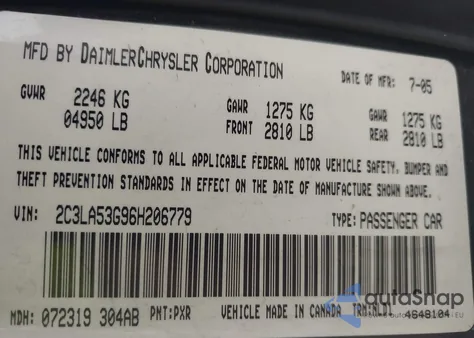 MFD BY DAIMLERCHRYSLER CORPORATION
DATE OF MFR: 7-05
GVWR 2246 KG
04950 LB
GAWR FRONT 1275 KG
2810 LB
GAWR REAR 1275 KG
2810 LB
THIS VEHICLE CONFORMS TO ALL APPLICABLE FEDERAL MOTOR VEHICLE SAFETY, BUMPER AND
THEFT PREVENTION STANDARDS IN EFFECT ON THE DATE OF MANUFACTURE SHOWN ABOVE.
VIN: 2C3LA53G96H206779 TYPE: PASSENGER CAR
MDH: 072319 304AB PNT:PXR VEHICLE MADE IN CANADA 4648104
autoSnap